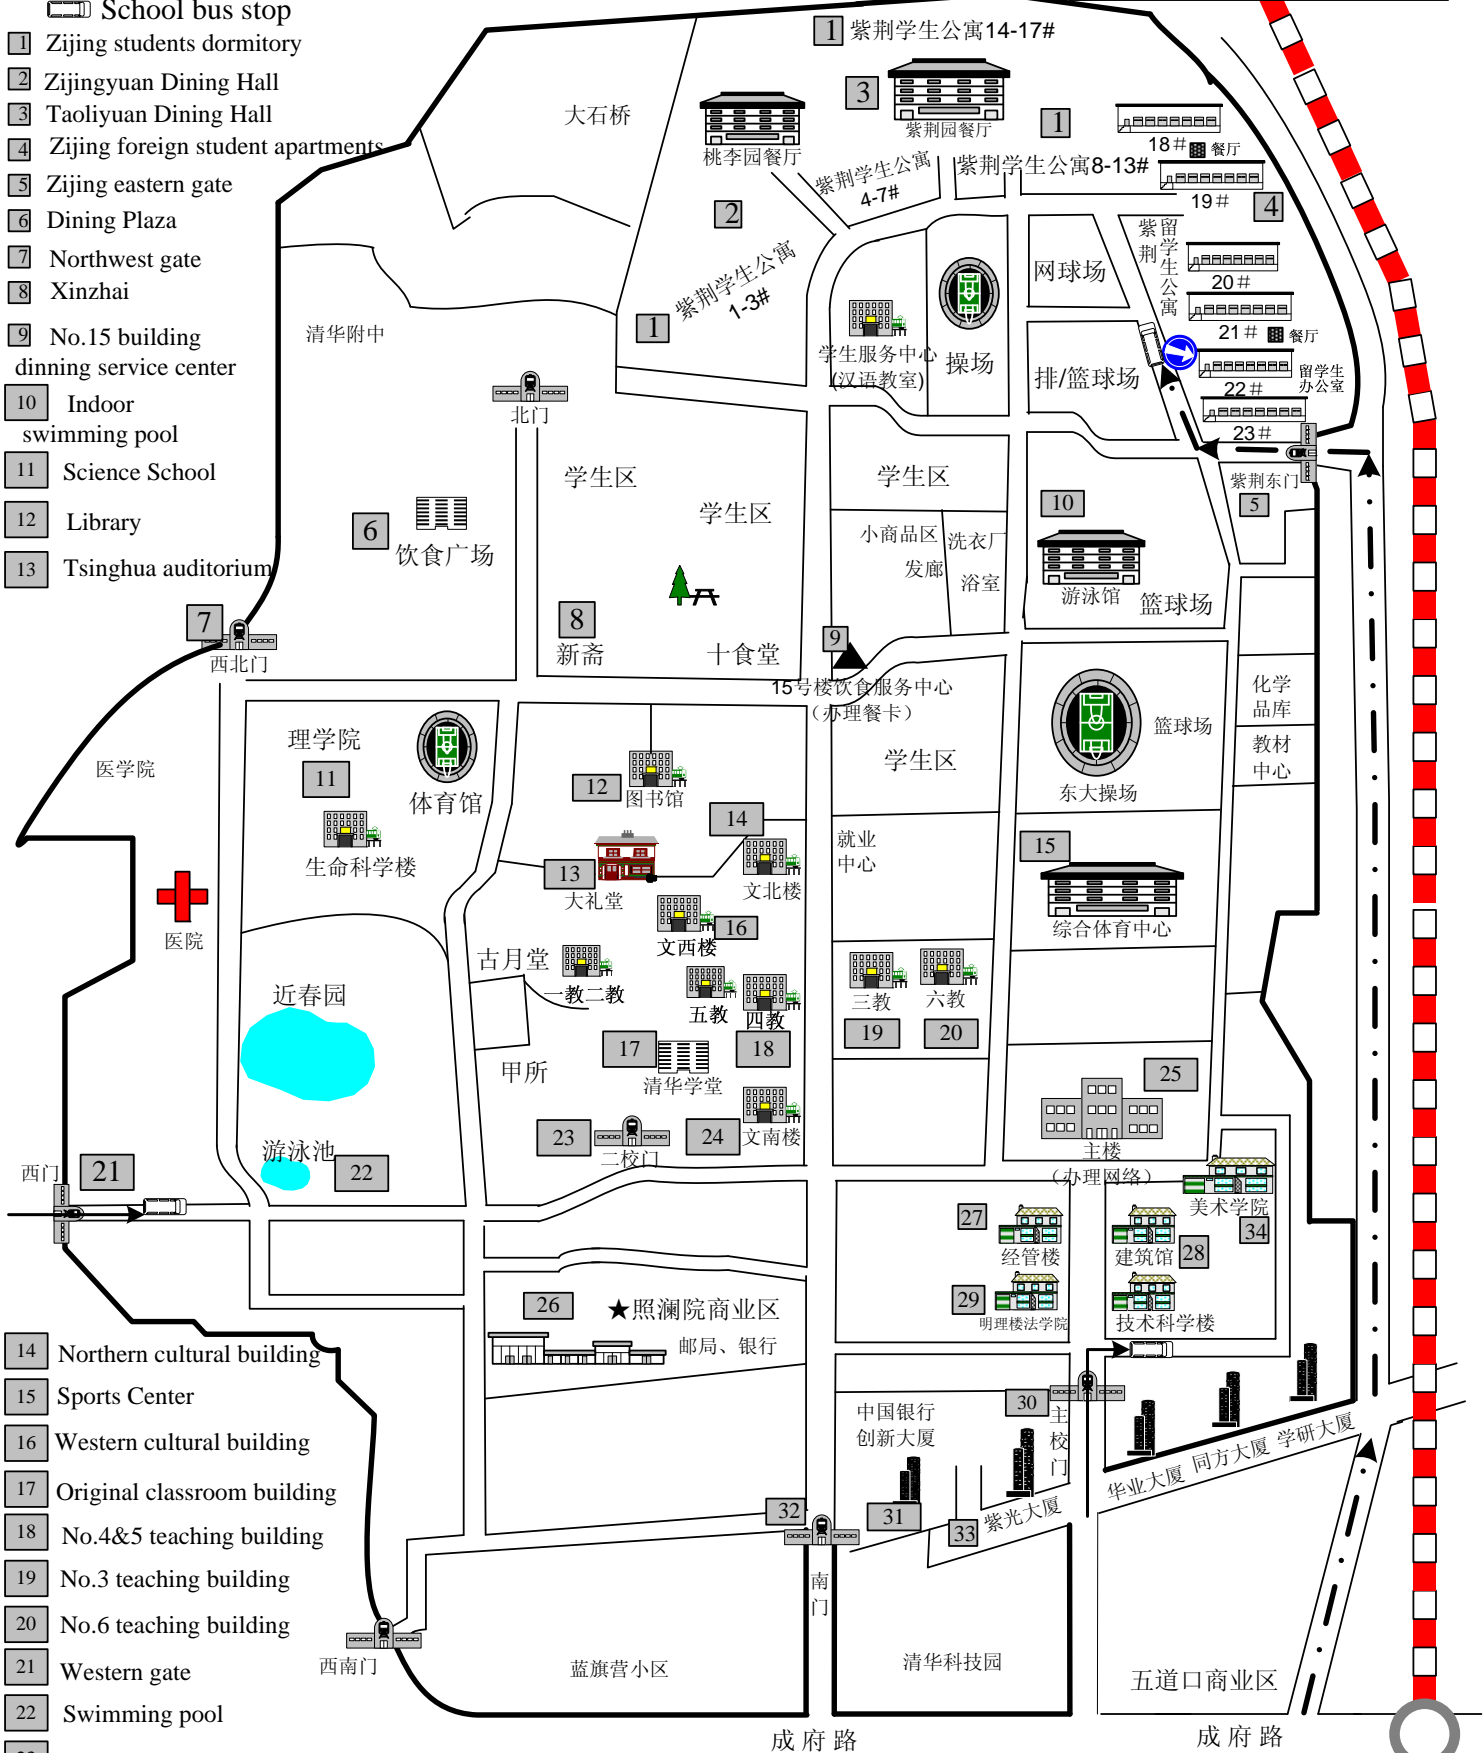 School bus stop
1 Zijing students dormitory
2 Zijingyuan Dining Hall
3 Taoliyuan Dining Hall
4 Zijing foreign student apartments
5 Zijing eastern gate
6 Dining Plaza
7 Northwest gate
8 Xinzhai
9 No.15 building
dinning service center
10 Indoor
swimming pool
11 Science School
12 Library
13 Tsinghua auditorium
1 紫荆学生公寓14-17#
大石桥
3
紫荆园餐厅
桃李园餐厅
1
18# 餐厅
紫荆学生公寓
4-7#
紫荆学生公寓8-13#
19#
4
2
紫荆
留学生公寓
紫荆学生公寓
1-3#
网球场
20#
清华附中
1
学生服务中心
(汉语教室)
操场
排/篮球场
21# 餐厅
留学生
办公室
22#
北门
23#
学生区
学生区
紫荆东门
5
学生区
10
6
饮食广场
小商品区
洗衣厂
发廊
浴室
游泳馆
篮球场
7
西北门
8
新斋
十食堂
9
15号楼饮食服务中心
（办理餐卡）
化学
品库
篮球场
理学院
11
学生区
教材
中心
医学院
体育馆
12
图书馆
东大操场
14
就业
中心
15
生命科学楼
13
大礼堂
文北楼
医院
16
文西楼
综合体育中心
古月堂
一教二教
近春园
五教
四教
三教
六教
19
20
17
18
甲所
清华学堂
25
23
24
文南楼
二校门
主楼
（办理网络）
游泳池
22
西门
21
美术学院
34
27
经管楼
建筑馆
28
26
★照澜院商业区
邮局、银行
29
明理楼法学院
技术科学楼
14 Northern cultural building
15 Sports Center
16 Western cultural building
17 Original classroom building
18 No.4&5 teaching building
19 No.3 teaching building
20 No.6 teaching building
21 Western gate
22 Swimming pool
30
主校门
中国银行
创新大厦
华业大厦
同方大厦
学研大厦
32
31
33
紫光大厦
南门
西南门
蓝旗营小区
清华科技园
五道口商业区
成府路
成府路